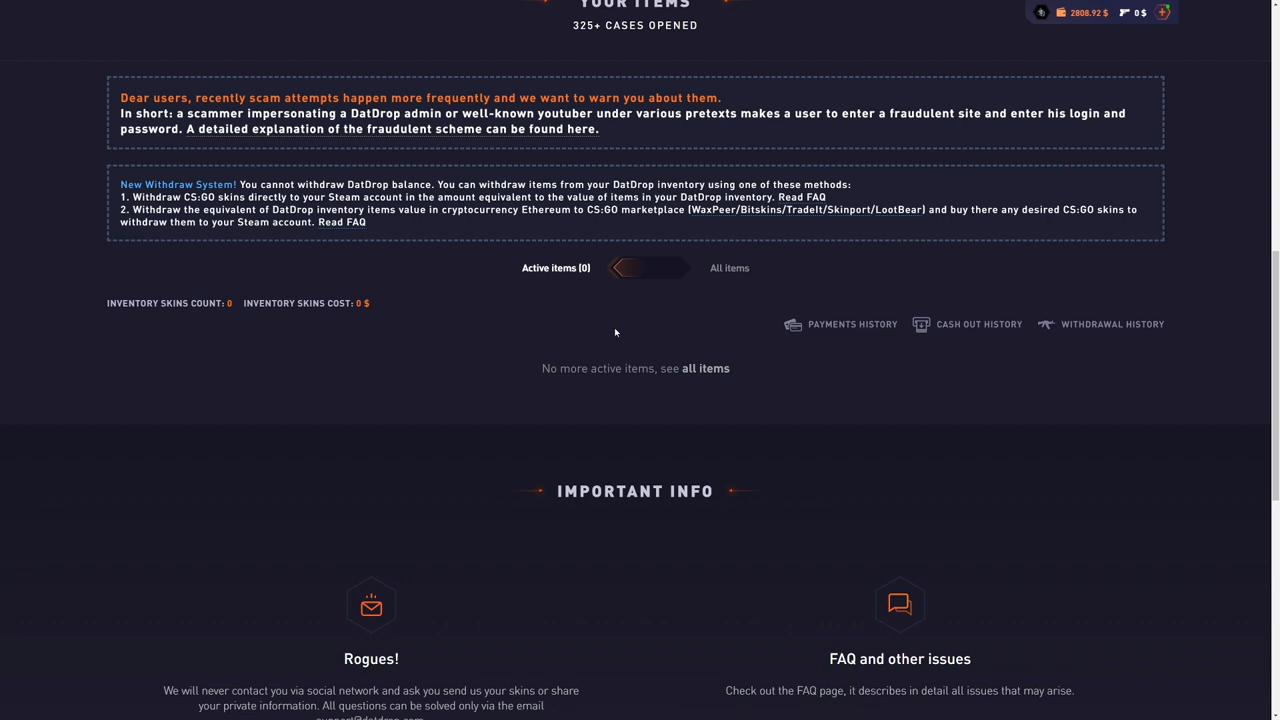 YOUR ITEMS
2808.92 $ 0 $
325+ CASES OPENED
Dear users, recently scam attempts happen more frequently and we want to warn you about them.
In short: a scammer impersonating a DatDrop admin or well-known youtuber under various pretexts makes a user to enter a fraudulent site and enter his login and
password. A detailed explanation of the fraudulent scheme can be found here.
New Withdraw System! You cannot withdraw DatDrop balance. You can withdraw items from your DatDrop inventory using one of these methods:
1. Withdraw CS:GO skins directly to your Steam account in the amount equivalent to the value of items in your DatDrop inventory. Read FAQ
2. Withdraw the equivalent of DatDrop inventory items value in cryptocurrency Ethereum to CS:GO marketplace (WaxPeer/Bitskins/TradeIt/Skinport/LootBear) and buy there any desired CS:GO skins to
withdraw them to your Steam account. Read FAQ
Active items (0) All items
INVENTORY SKINS COUNT: 0 INVENTORY SKINS COST: 0 $
PAYMENTS HISTORY CASH OUT HISTORY WITHDRAWAL HISTORY
No more active items, see all items
IMPORTANT INFO
Rogues!
We will never contact you via social network and ask you send us your skins or share
your private information. All questions can be solved only via the email
support@datdrop.com
FAQ and other issues
Check out the FAQ page, it describes in detail all issues that may arise.